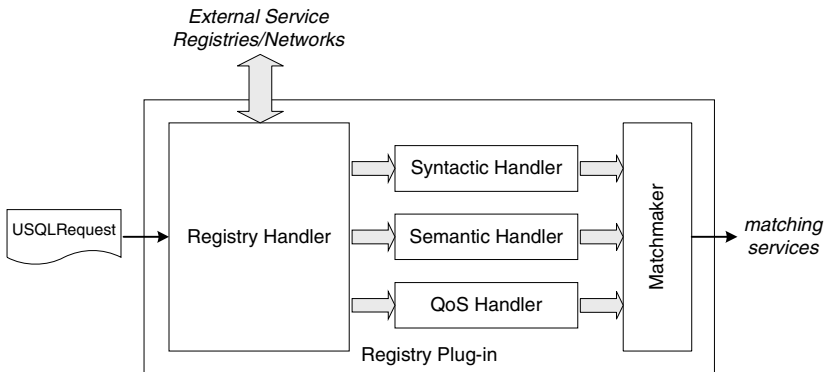 External Service
Registries/Networks
Syntactic Handler
USQLRequest
Registry Handler
Semantic Handler
Matchmaker
matching
services
QoS Handler
Registry Plug-in